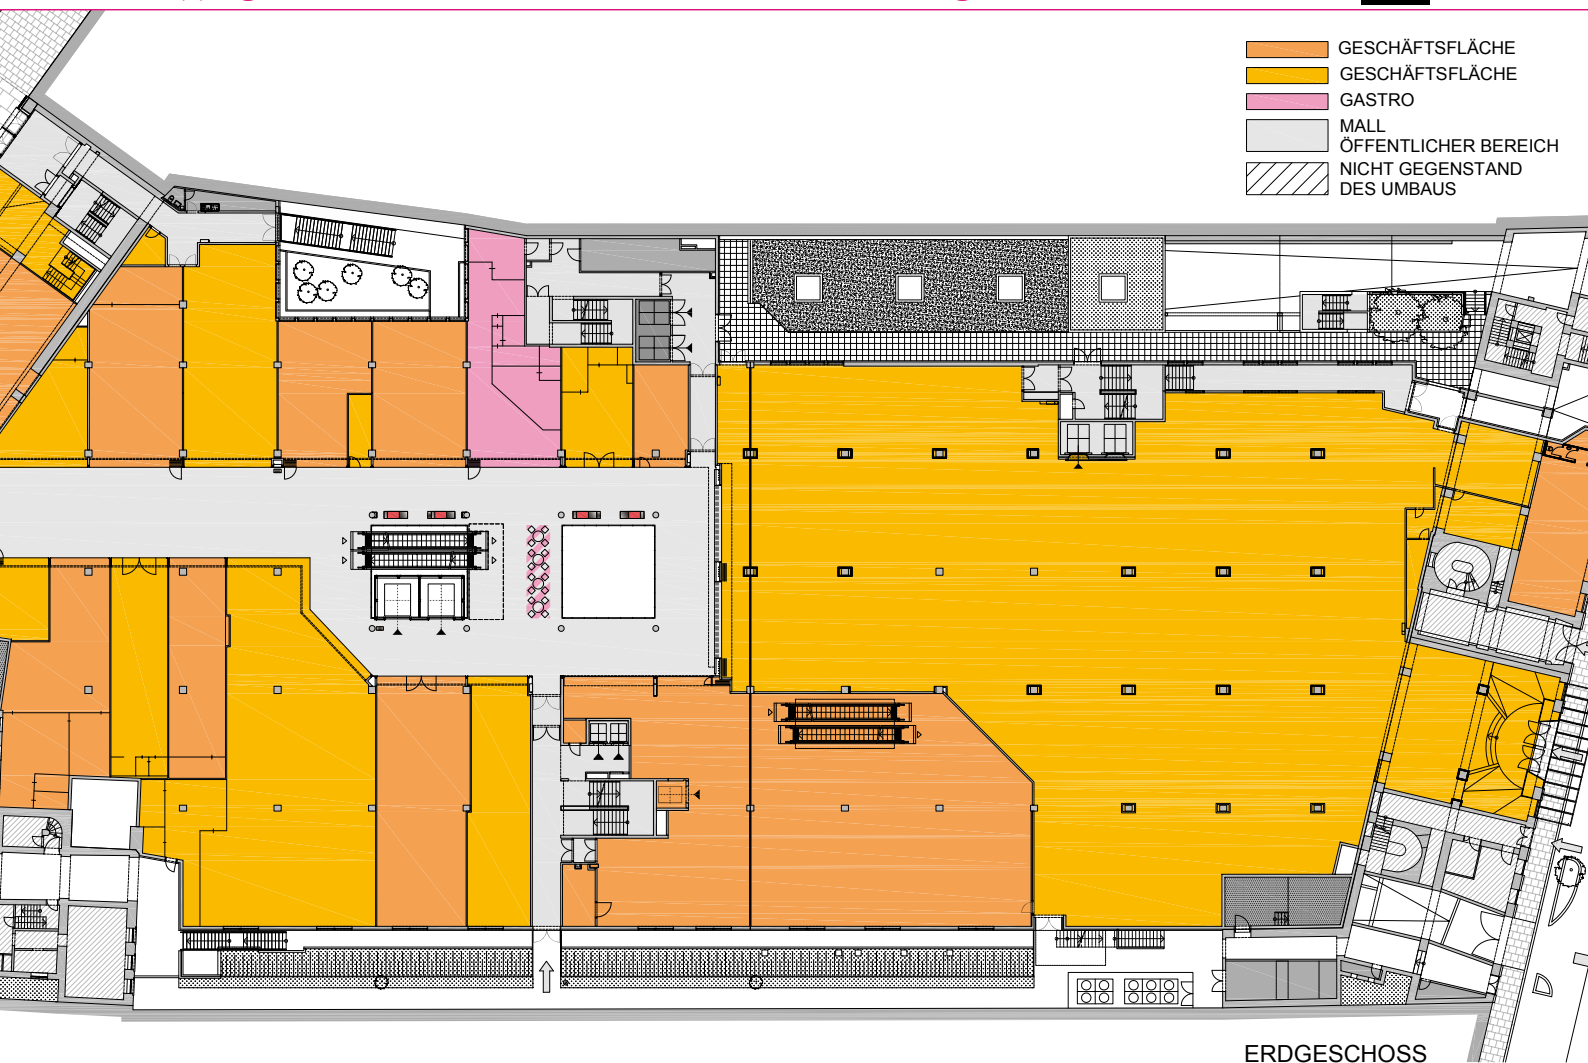 GESCHÄFTSFLÄCHE
GESCHÄFTSFLÄCHE
GASTRO
MALL
ÖFFENTLICHER BEREICH
NICHT GEGENSTAND
DES UMBAUS
ERDGESCHOSS